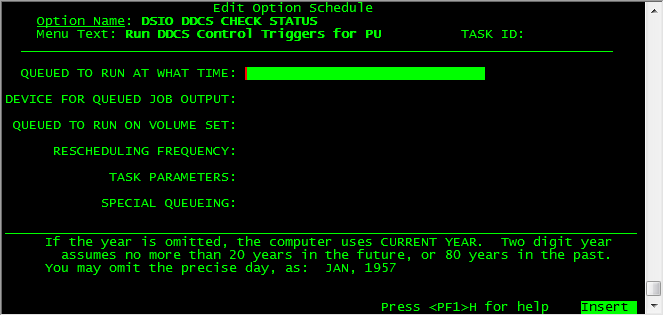 Edit Option Schedule
Option Name: DSIO DDCS CHECK STATUS
Menu Text: Run DDCS Control Triggers for PU TASK ID:
QUEUED TO RUN AT WHAT TIME:
DEVICE FOR QUEUED JOB OUTPUT:
QUEUED TO RUN ON VOLUME SET:
RESCHEDULING FREQUENCY:
TASK PARAMETERS:
SPECIAL QUEUEING:
If the year is omitted, the computer uses CURRENT YEAR. Two digit year
assumes no more than 20 years in the future, or 80 years in the past.
You may omit the precise day, as: JAN, 1957
Press <PF1>H for help Insert